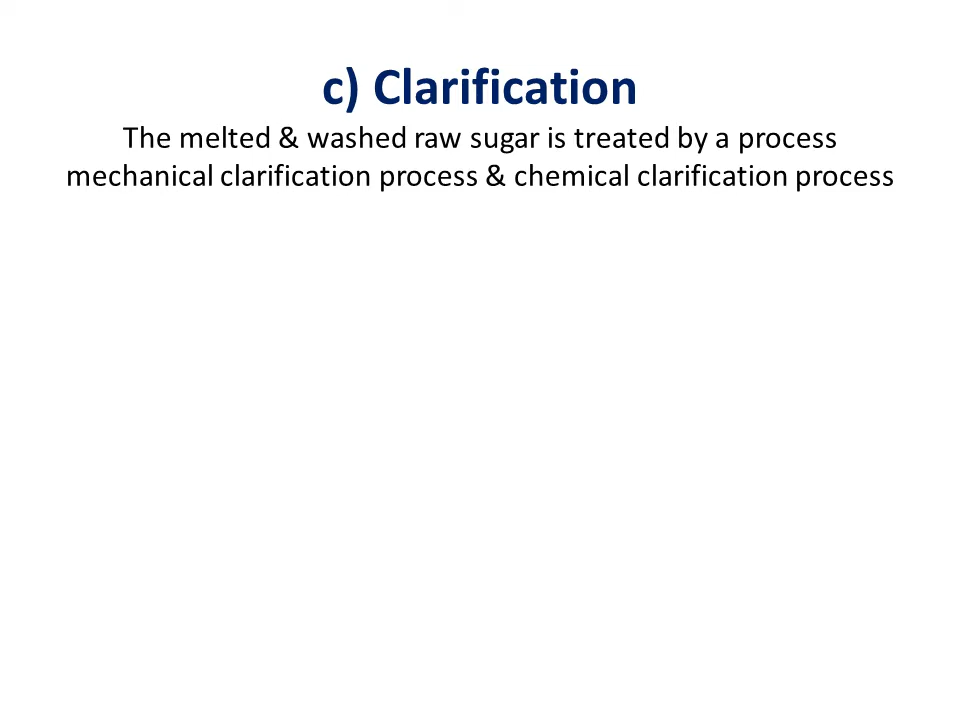 c) Clarification
The melted & washed raw sugar is treated by a process
mechanical clarification process & chemical clarification process